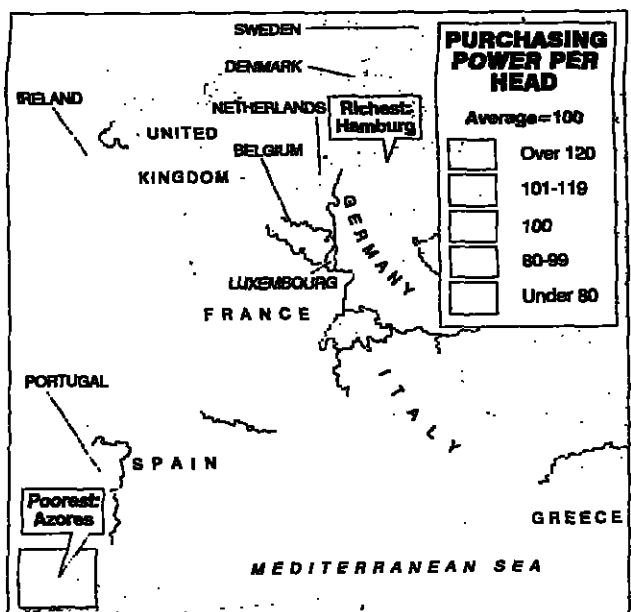 SWEDEN
DENMARK
IRELAND
NETHERLANDS
Richest:
Hamburg
UNITED
KINGDOM
BELGIUM
GERMANY
LUXEMBOURG
FRANCE
ITALY
PORTUGAL
SPAIN
Poorest:
Azores
GREECE
MEDITERRANEAN SEA
PURCHASING
POWER PER
HEAD
Average=100
Over 120
101-119
100
80-99
Under 80